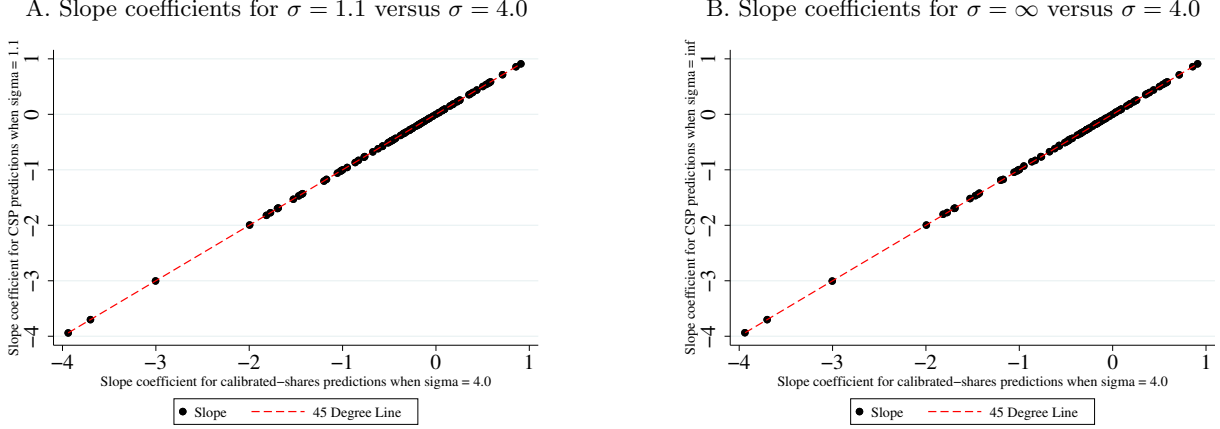 A. Slope coefficients for σ = 1.1 versus σ = 4.0
Slope coefficient for CSP predictions when sigma = 1.1
1
0
−1
−2
−3
−4
−4 −3 −2 −1 0 1
Slope coefficient for calibrated−shares predictions when sigma = 4.0
Slope 45 Degree Line
B. Slope coefficients for σ = ∞ versus σ = 4.0
Slope coefficient for CSP predictions when sigma = inf
1
0
−1
−2
−3
−4
−4 −3 −2 −1 0 1
Slope coefficient for calibrated−shares predictions when sigma = 4.0
Slope 45 Degree Line